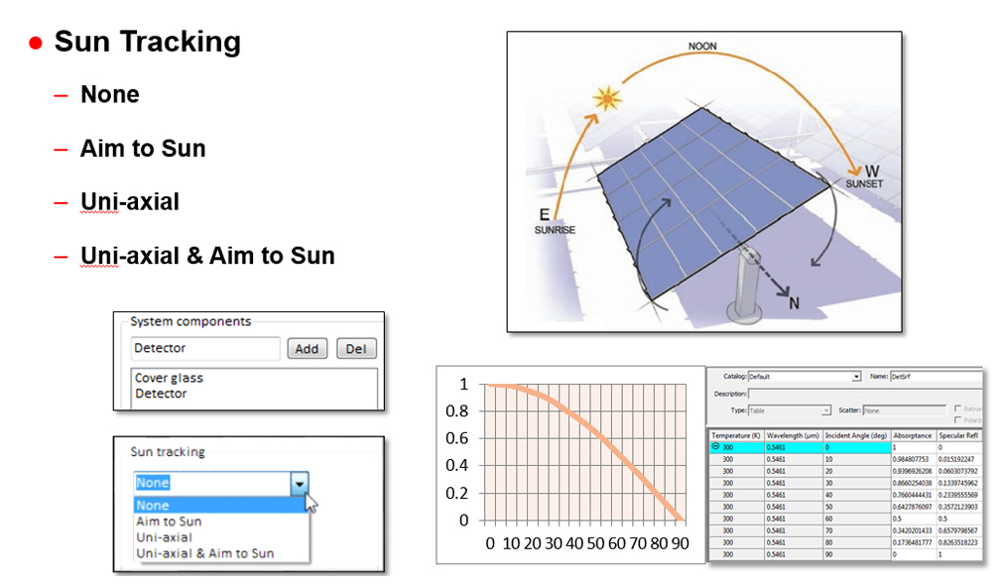 Sun Tracking
None
Aim to Sun
Uni-axial
Uni-axial & Aim to Sun
NOON
E
SUNRISE
W
SUNSET
N
System components
Detector Add Del
Cover glass
Detector
Sun tracking
None
None
Aim to Sun
Uni-axial
Uni-axial & Aim to Sun
1
0.8
0.6
0.4
0.2
0
0 10 20 30 40 50 60 70 80 90
Catalog: Default Name: DetSrf
Description:
Type: Table Scatter: None Retror
Polariz
Temperature (K) Wavelength (µm) Incident Angle (deg) Absorptance Specular Refl
300 0.5461 0 1 0
300 0.5461 10 0.984807753 0.015192247
300 0.5461 20 0.9396926208 0.0603073792
300 0.5461 30 0.8660254038 0.1339745962
300 0.5461 40 0.7660444431 0.2339555569
300 0.5461 50 0.6427876097 0.3572123903
300 0.5461 60 0.5 0.5
300 0.5461 70 0.3420201433 0.6579798567
300 0.5461 80 0.1736481777 0.8263518223
300 0.5461 90 0 1